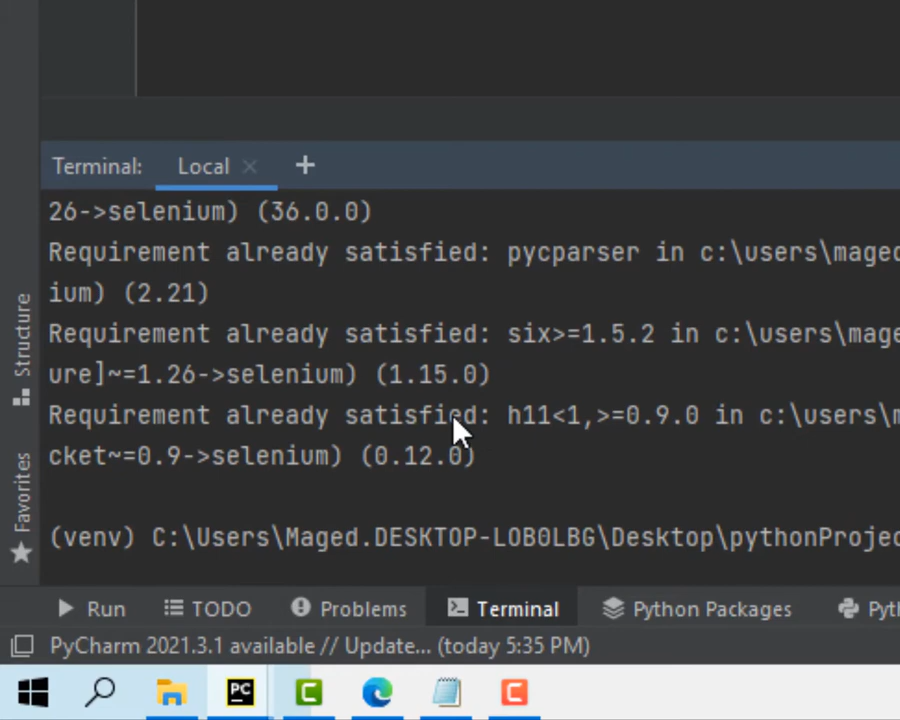 Terminal: Local +
26->selenium) (36.0.0)
Requirement already satisfied: pycparser in c:\users\maged
ium) (2.21)
Requirement already satisfied: six>=1.5.2 in c:\users\mage
ure]~=1.26->selenium) (1.15.0)
Requirement already satisfied: h11<1,>=0.9.0 in c:\users\m
cket~=0.9->selenium) (0.12.0)
(venv) C:\Users\Maged.DESKTOP-LOB0LBG\Desktop\pythonProjec
Structure
Favorites
Run TODO Problems Terminal Python Packages Pyt
PyCharm 2021.3.1 available // Update... (today 5:35 PM)
PC C C